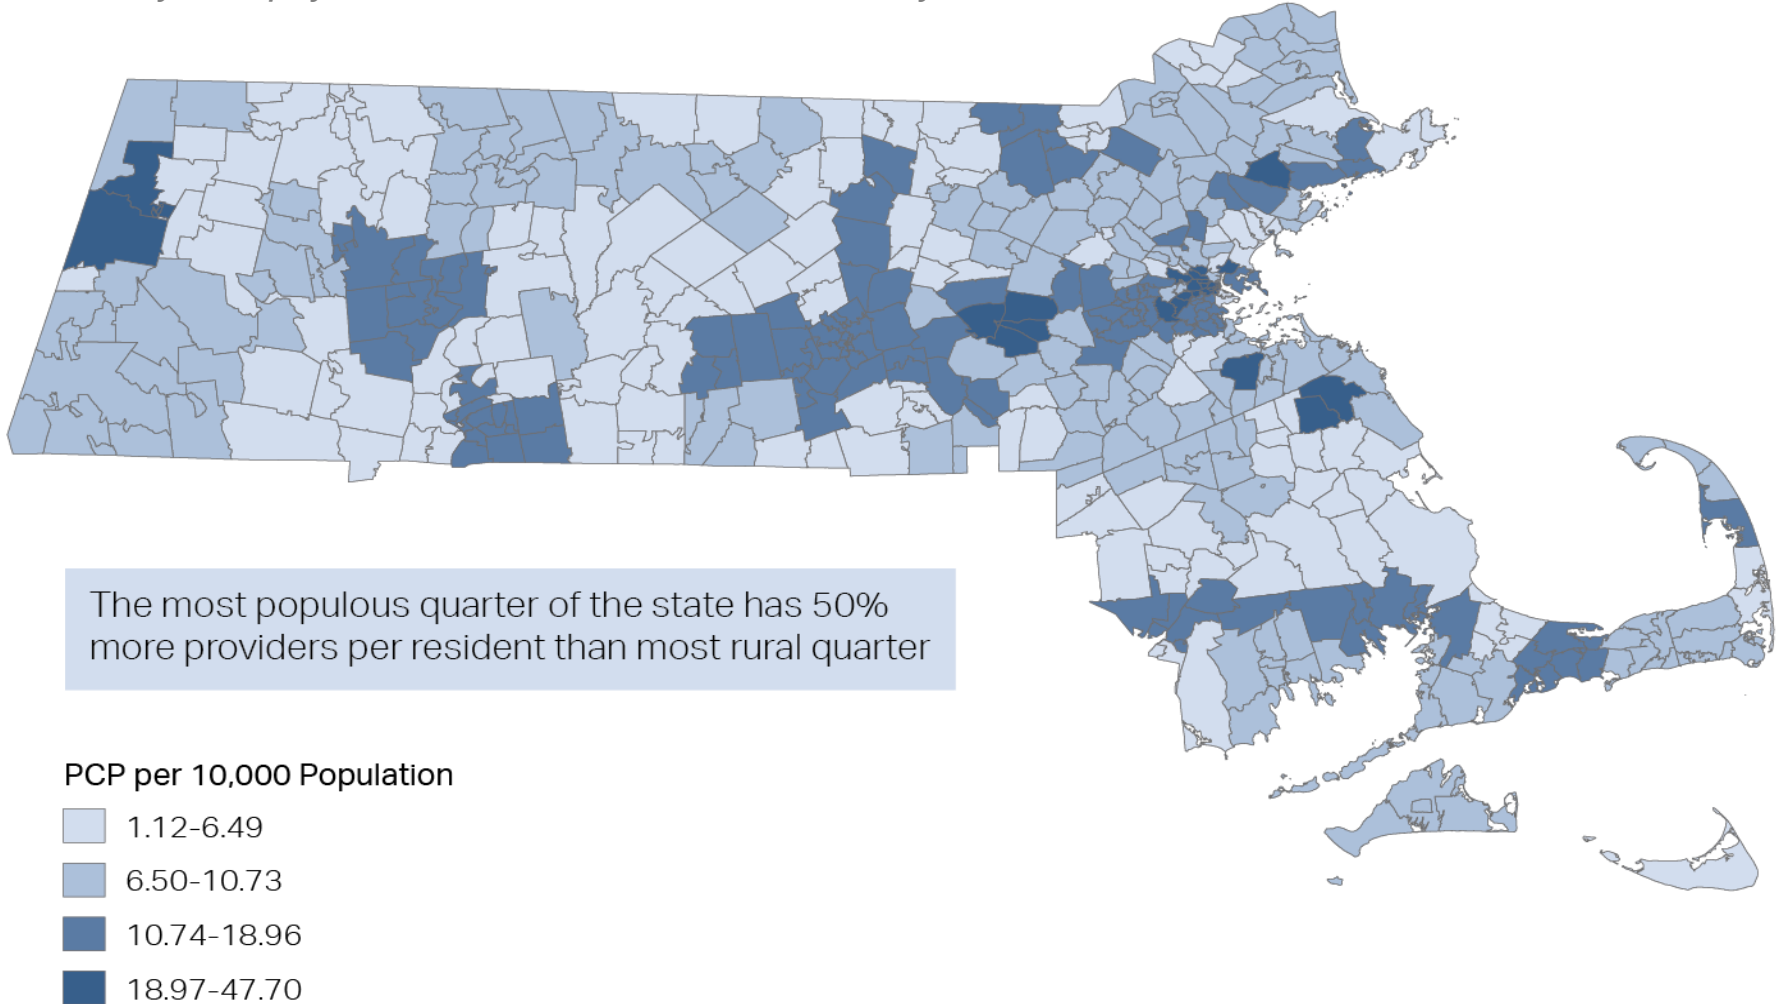 The most populous quarter of the state has 50%
more providers per resident than most rural quarter
PCP per 10,000 Population
1.12-6.49
6.50-10.73
10.74-18.96
18.97-47.70